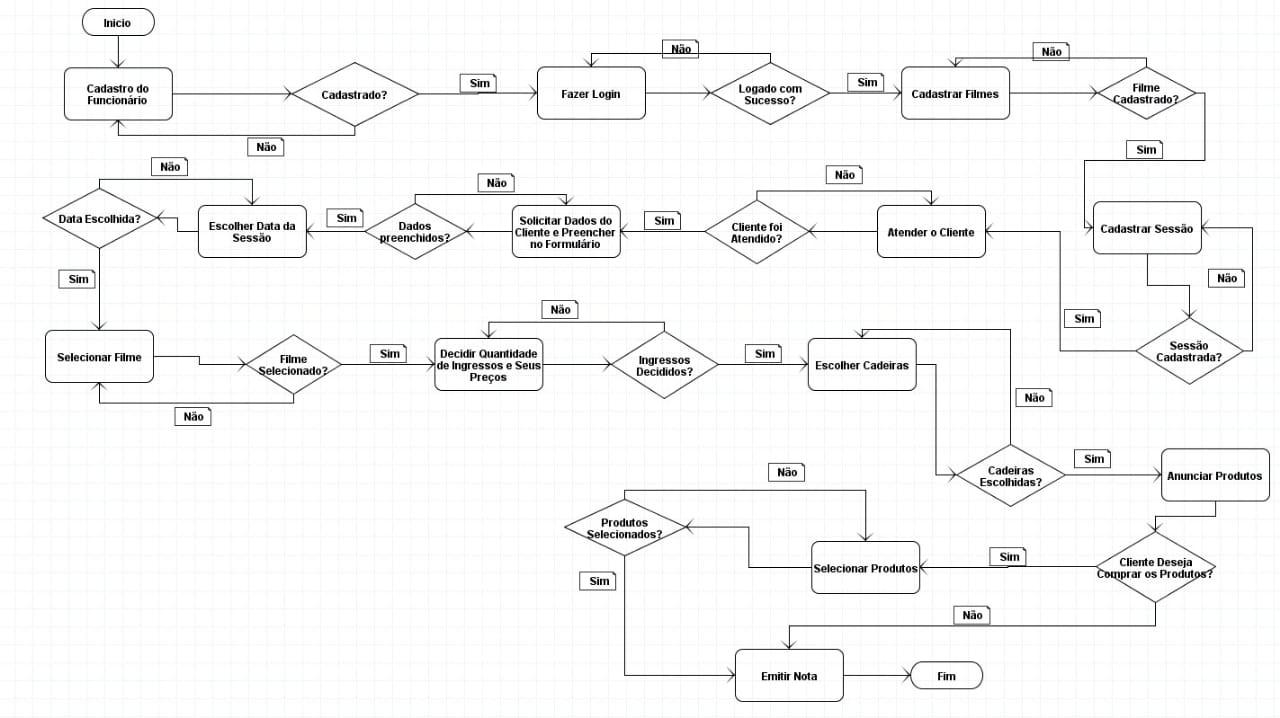 Inicio
Cadastro do
Funcionário
Cadastrado?
Não
Sim
Fazer Login
Não
Logado com
Sucesso?
Sim
Cadastrar Filmes
Não
Filme
Cadastrado?
Sim
Cadastrar Sessão
Não
Sessão
Cadastrada?
Sim
Atender o Cliente
Não
Cliente foi
Atendido?
Sim
Solicitar Dados do
Cliente e Preencher
no Formulário
Não
Dados
preenchidos?
Sim
Escolher Data da
Sessão
Não
Data Escolhida?
Sim
Selecionar Filme
Filme
Selecionado?
Não
Sim
Decidir Quantidade
de Ingressos e Seus
Preços
Não
Ingressos
Decididos?
Sim
Escolher Cadeiras
Não
Cadeiras
Escolhidas?
Sim
Anunciar Produtos
Cliente Deseja
Comprar os Produtos?
Sim
Não
Selecionar Produtos
Não
Produtos
Selecionados?
Sim
Emitir Nota
Fim